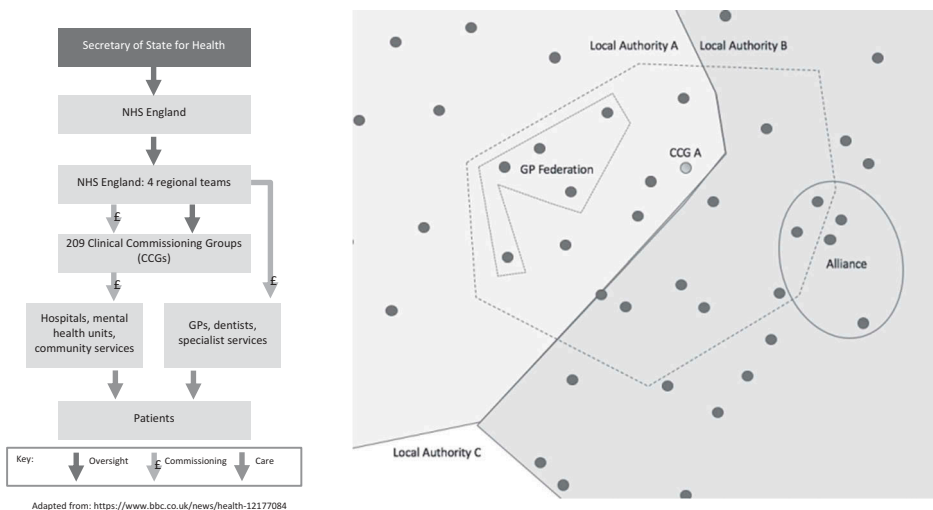 Secretary of State for Health
NHS England
NHS England: 4 regional teams
£
£
209 Clinical Commissioning Groups
(CCGs)
£
Hospitals, mental
health units,
community services
GPs, dentists,
specialist services
Patients
Key:
Oversight
£
Commissioning
Care
Adapted from: https://www.bbc.co.uk/news/health-12177084
Local Authority A
Local Authority B
CCG A
GP Federation
Alliance
Local Authority C